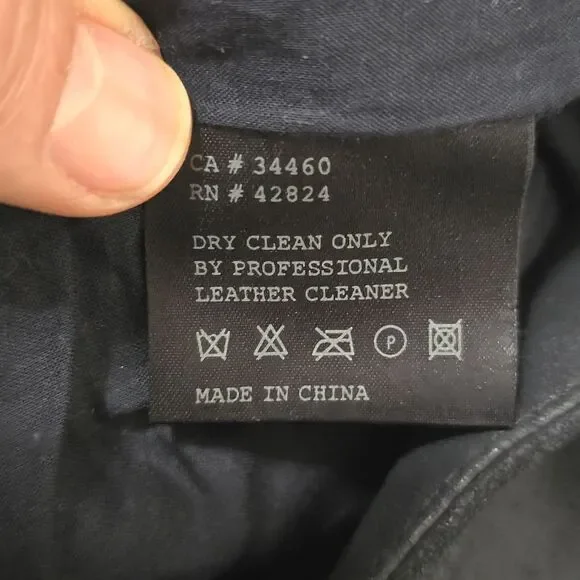 CA # 34460
RN # 42824
DRY CLEAN ONLY
BY PROFESSIONAL
LEATHER CLEANER
P
MADE IN CHINA